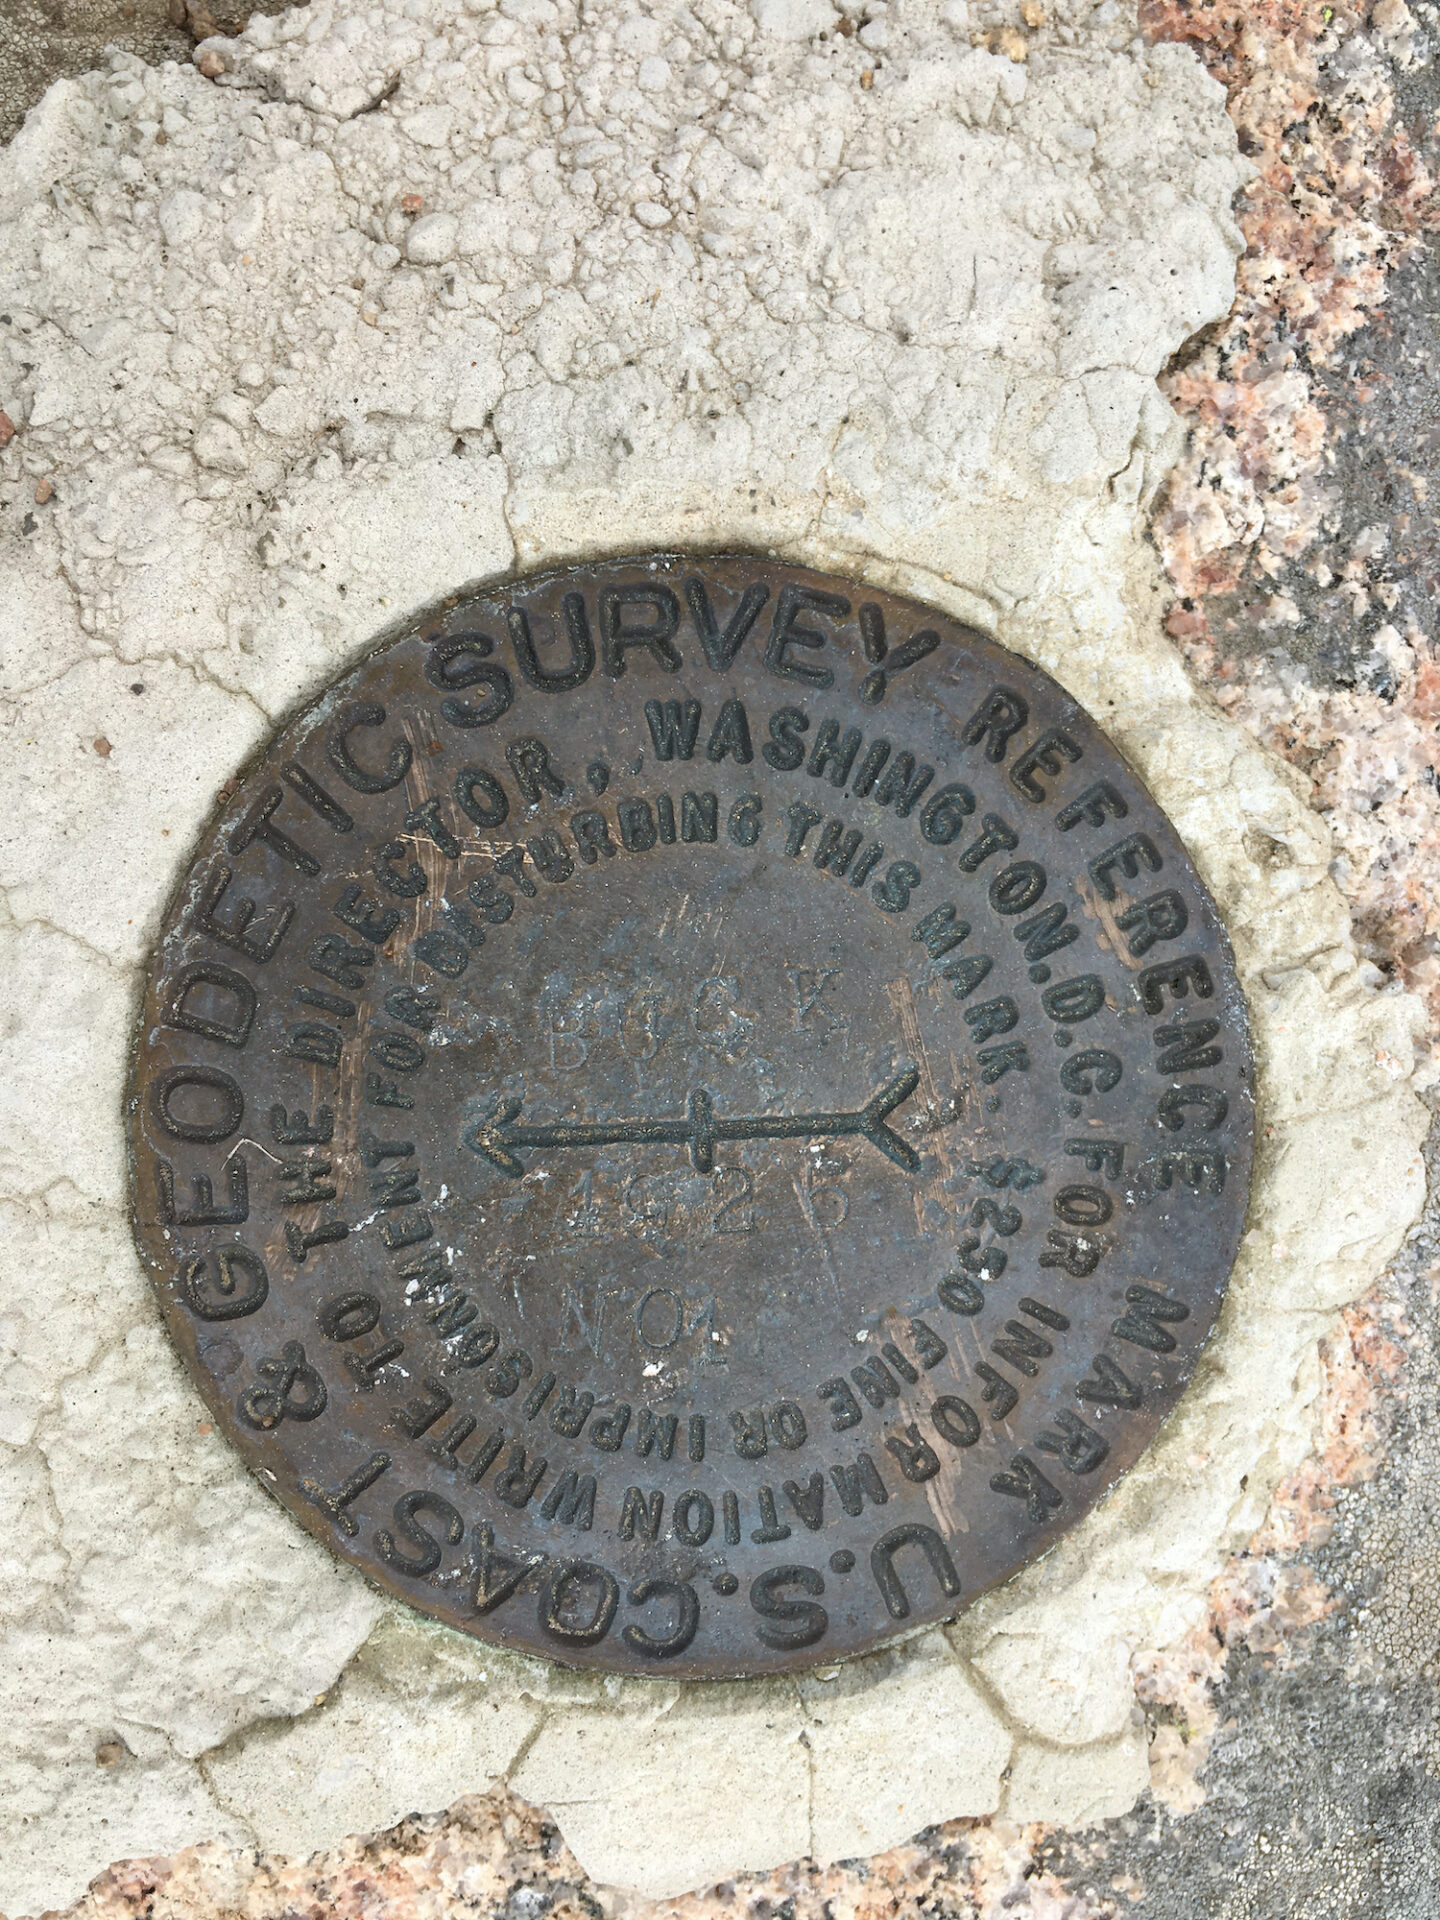 U.S. COAST & GEODETIC SURVEY REFERENCE MARK
FOR INFORMATION WRITE TO THE DIRECTOR, WASHINGTON, D.C.
$250 FINE OR IMPRISONMENT FOR DISTURBING THIS MARK.
BUCK
1926
NO 1